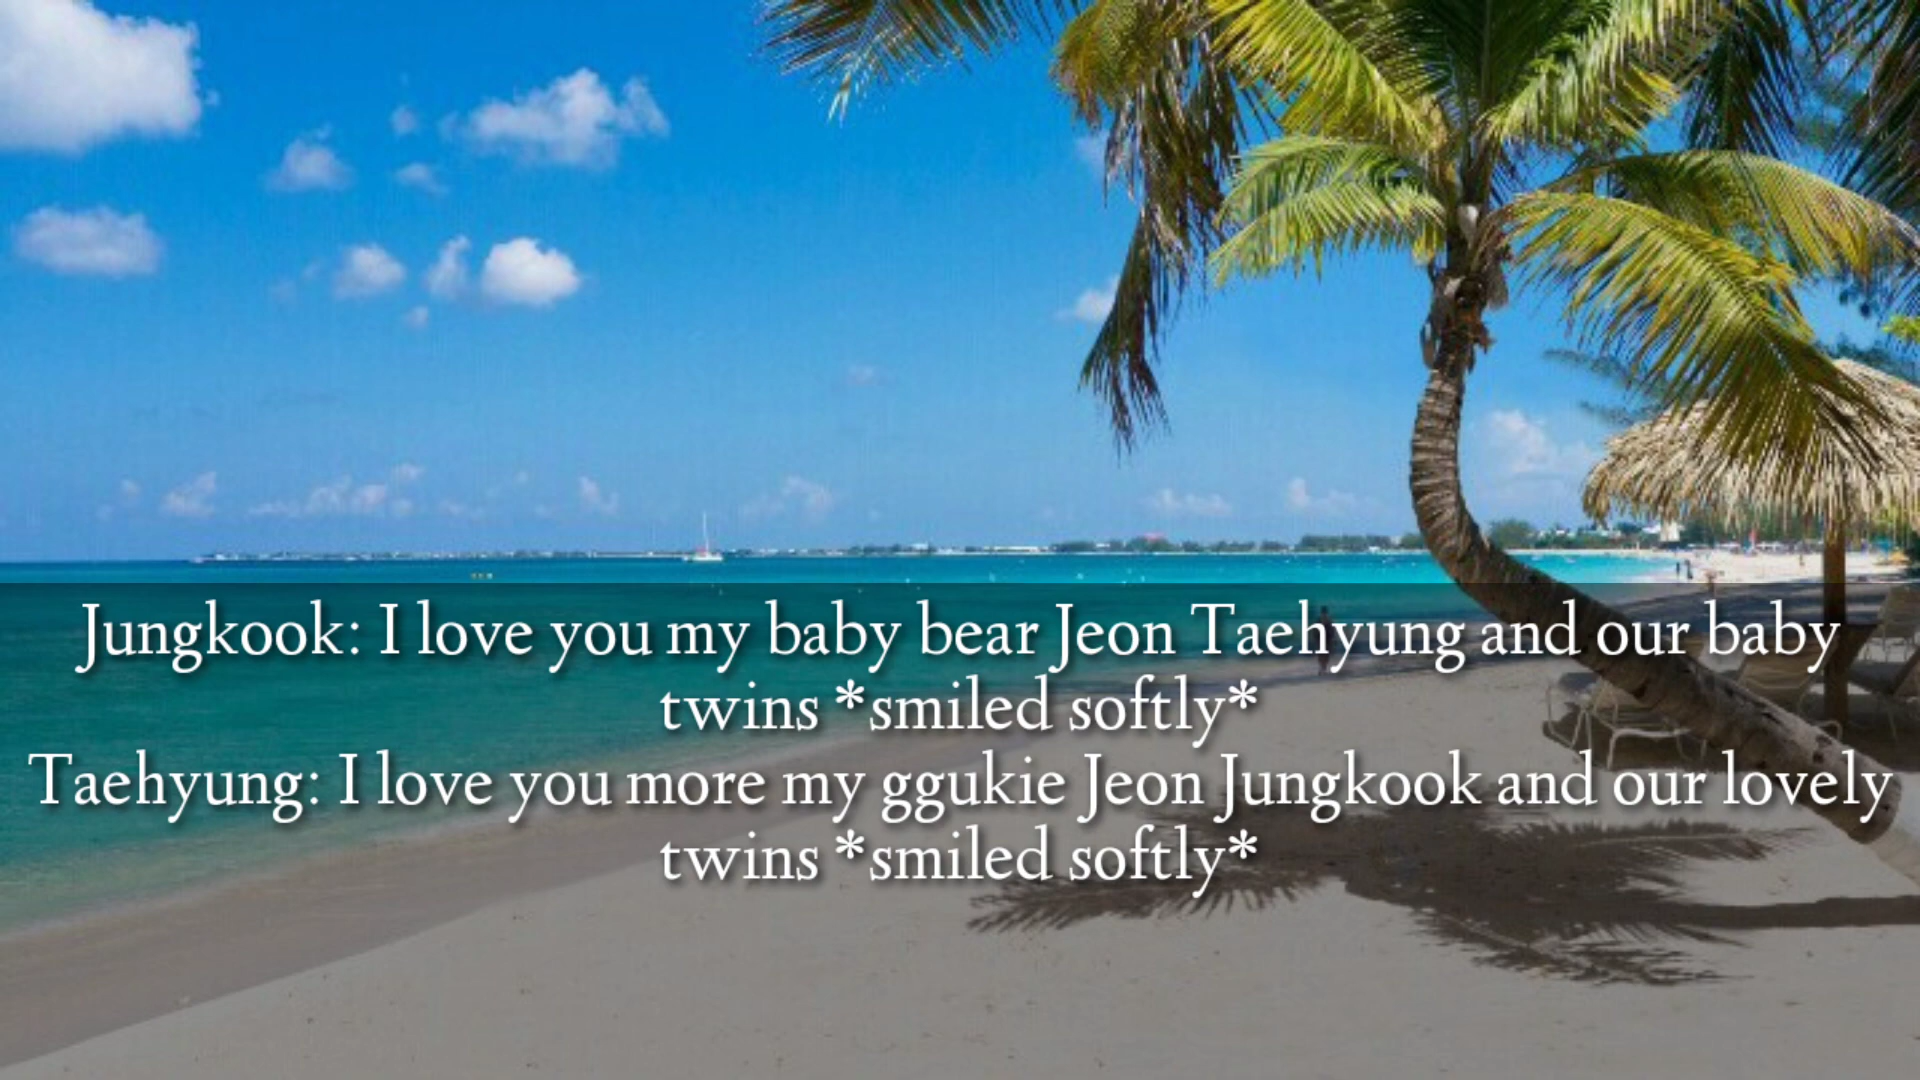 Jungkook: I love you my baby bear Jeon Taehyung and our baby
twins *smiled softly*
Taehyung: I love you more my ggukie Jeon Jungkook and our lovely
twins *smiled softly*